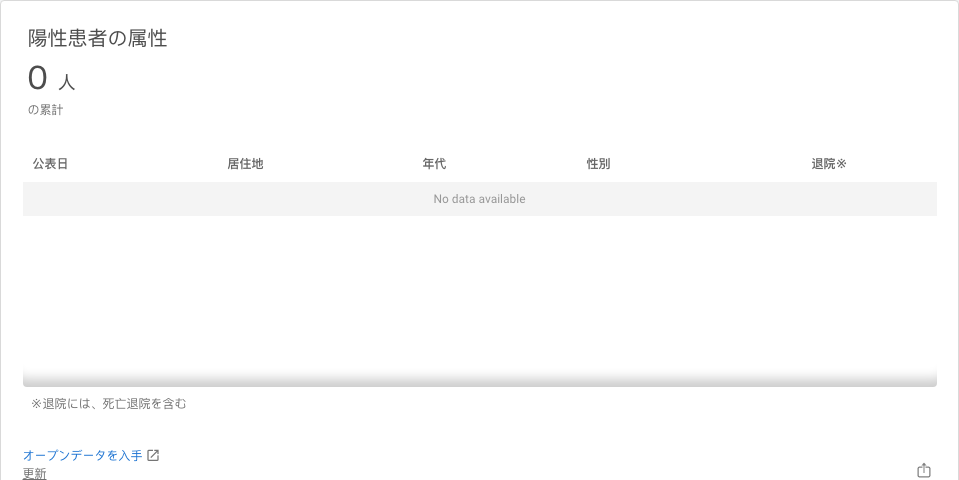 陽性患者の属性
0 人
の累計
公表日 居住地 年代 性別 退院※
No data available
※退院には、死亡退院を含む
オープンデータを入手
更新